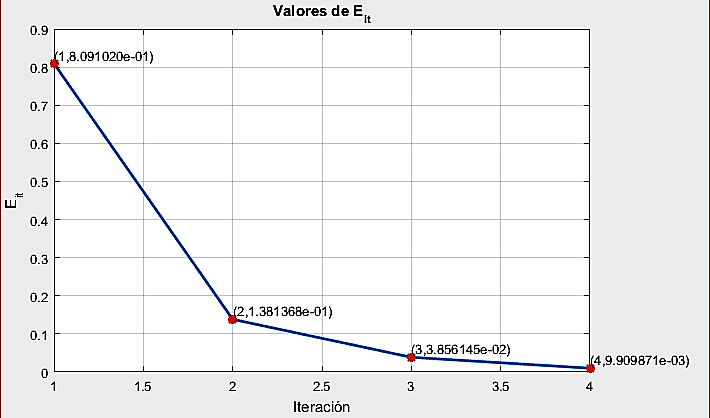 Valores de E_it
0.9
(1,8.091020e-01)
0.8
0.7
0.6
0.5
E_it
0.4
0.3
0.2
(2,1.381368e-01)
0.1
(3,3.856145e-02)
(4,9.909871e-03)
0
1 1.5 2 2.5 3 3.5 4
Iteración